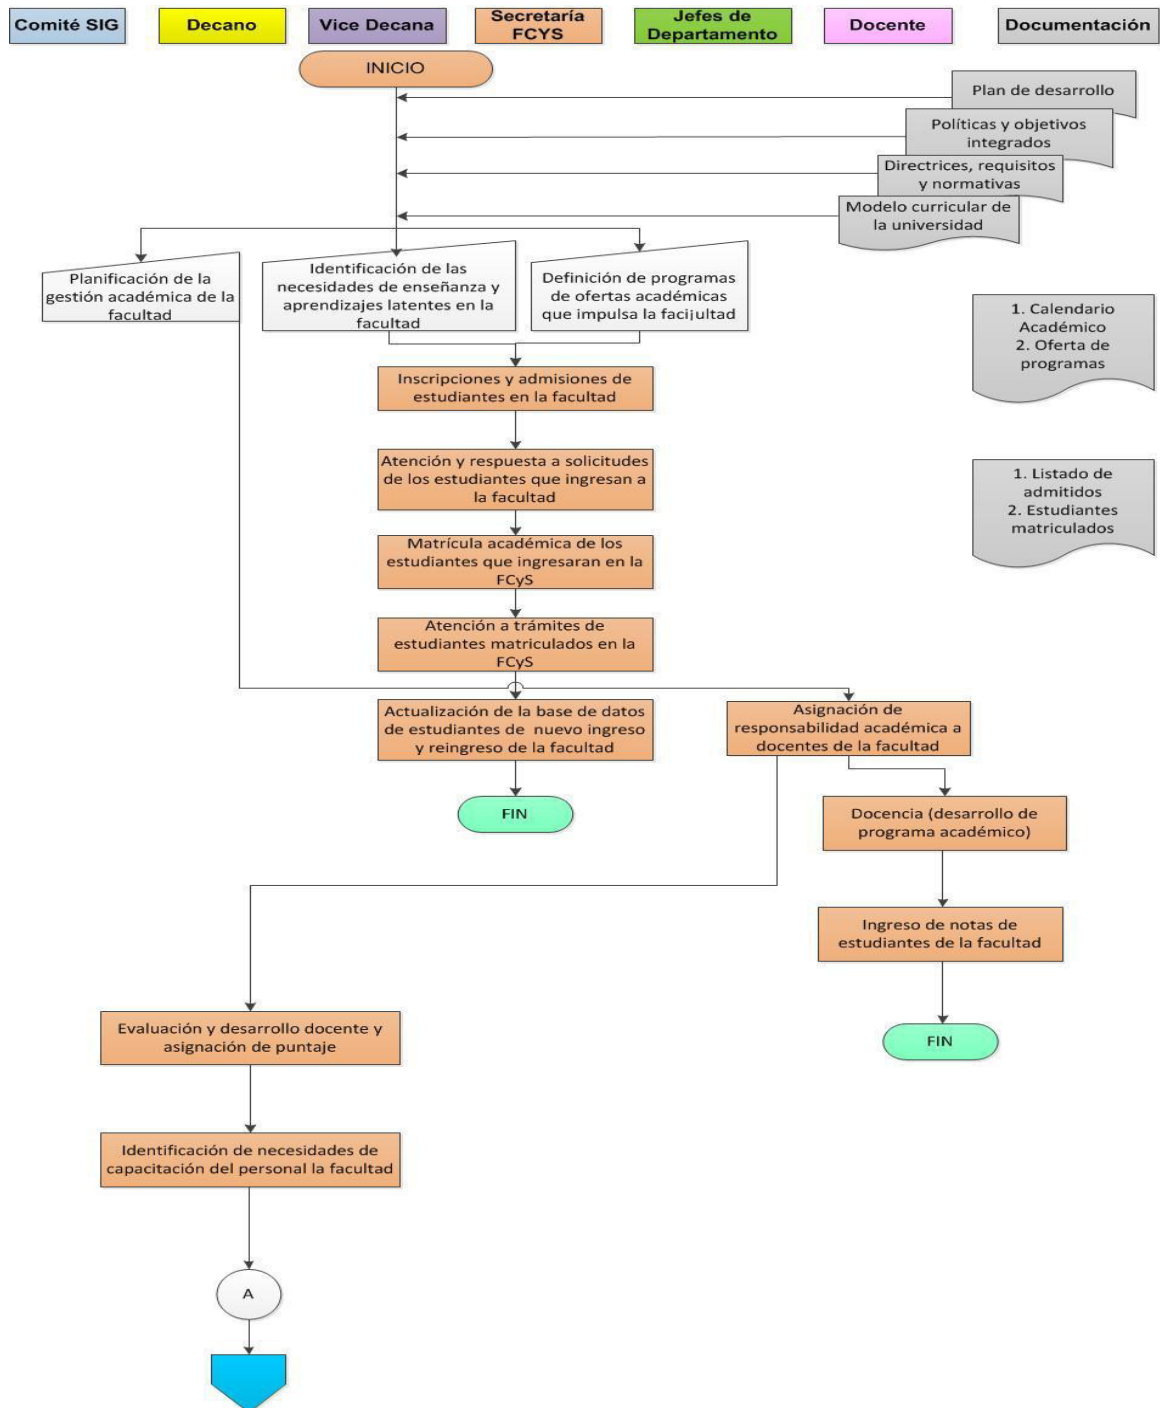 Comité SIG
Decano
Vice Decana
Secretaría
FCYS
Jefes de
Departamento
Docente
Documentación
INICIO
Plan de desarrollo
Políticas y objetivos
integrados
Directrices, requisitos
y normativas
Modelo curricular de
la universidad
Planificación de la
gestión académica de la
facultad
Identificación de las
necesidades de enseñanza y
aprendizajes latentes en la
facultad
Definición de programas
de ofertas académicas
que impulsa la faci¡ultad
1. Calendario
Académico
2. Oferta de
programas
Inscripciones y admisiones de
estudiantes en la facultad
Atención y respuesta a solicitudes
de los estudiantes que ingresan a
la facultad
1. Listado de
admitidos
2. Estudiantes
matriculados
Matrícula académica de los
estudiantes que ingresaran en la
FCyS
Atención a trámites de
estudiantes matriculados en la
FCyS
Actualización de la base de datos
de estudiantes de nuevo ingreso
y reingreso de la facultad
Asignación de
responsabilidad académica a
docentes de la facultad
FIN
Docencia (desarrollo de
programa académico)
Ingreso de notas de
estudiantes de la facultad
FIN
Evaluación y desarrollo docente y
asignación de puntaje
Identificación de necesidades de
capacitación del personal la facultad
A